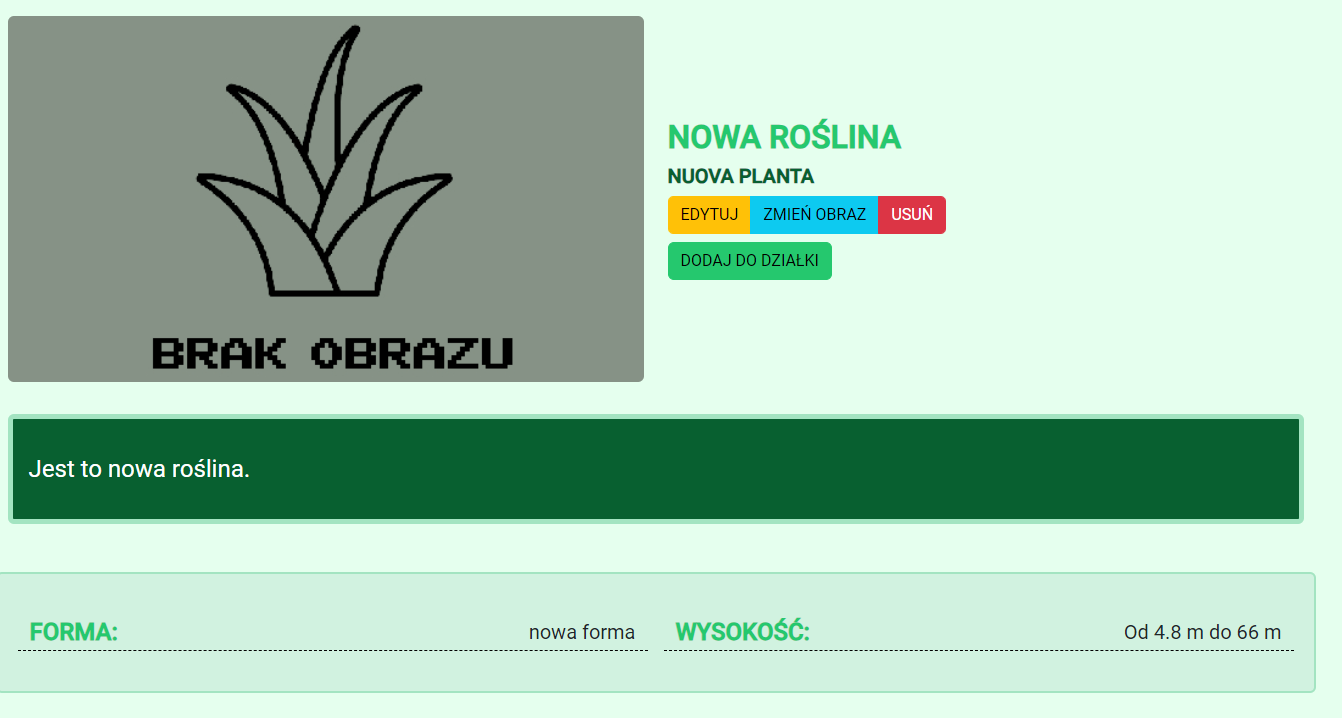 BRAK OBRAZU
NOWA ROŚLINA
NUOVA PLANTA
EDYTUJ ZMIEŃ OBRAZ USUŃ
DODAJ DO DZIAŁKI
Jest to nowa roślina.
FORMA: nowa forma WYSOKOŚĆ: Od 4.8 m do 66 m